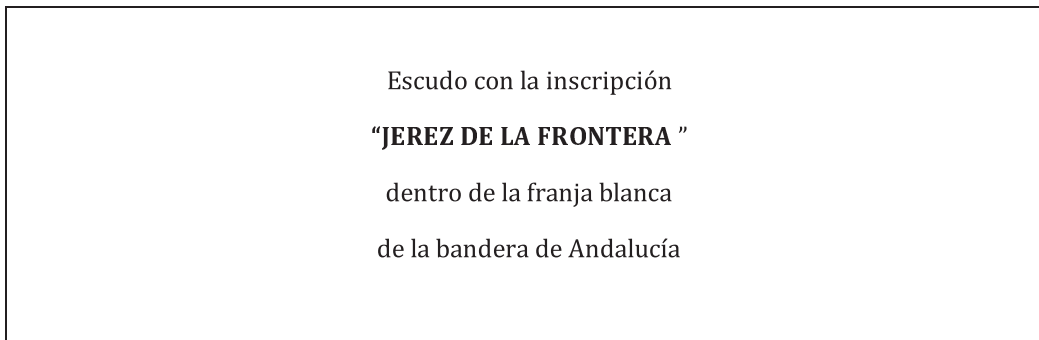 Escudo con la inscripción
“JEREZ DE LA FRONTERA ”
dentro de la franja blanca
de la bandera de Andalucía